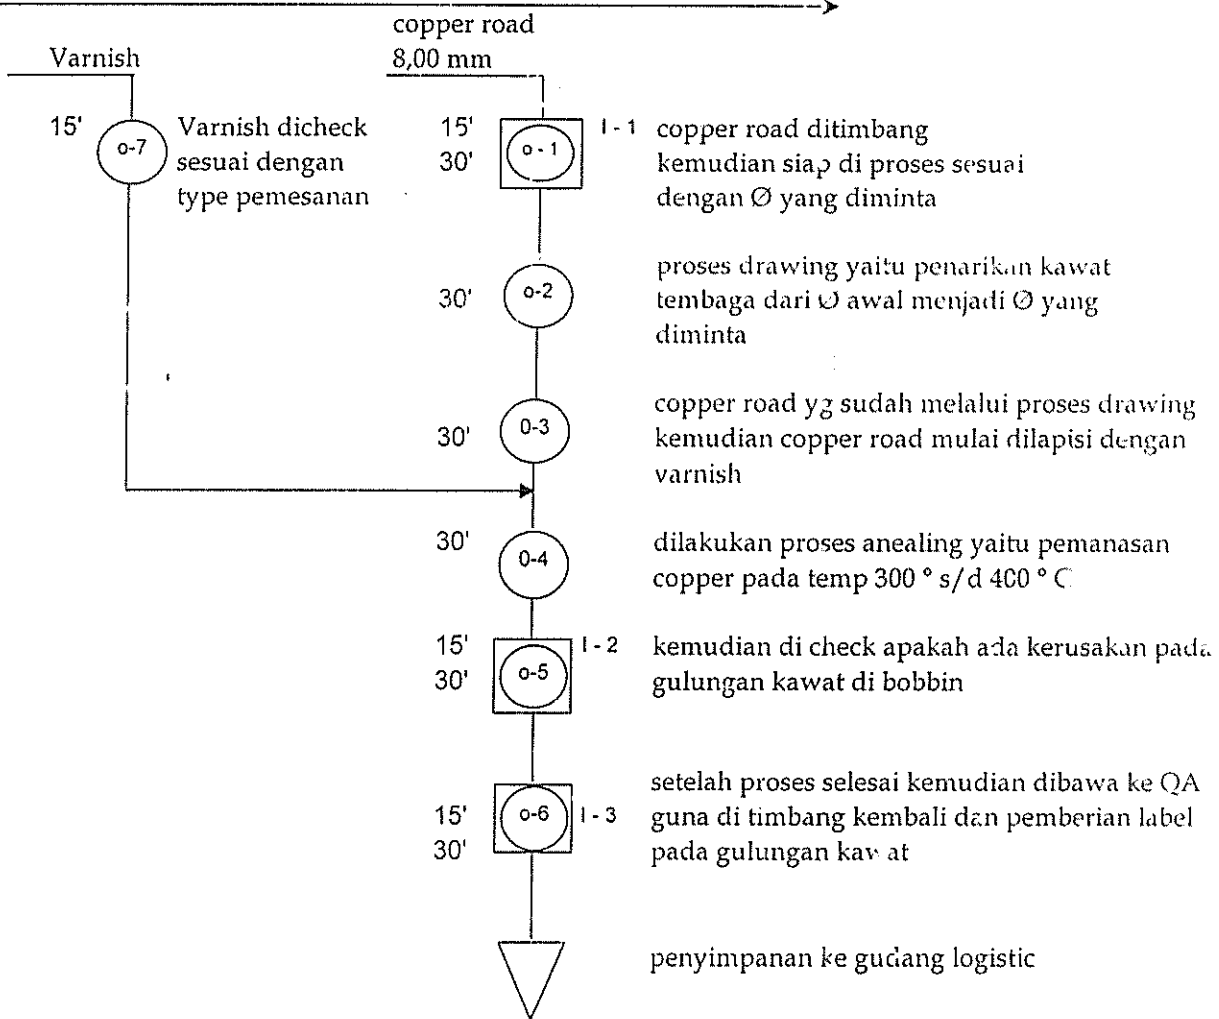 copper road
8,00 mm
Varnish
15'
o-7
Varnish dicheck
sesuai dengan
type pemesanan
15'
30'
o - 1
I - 1
copper road ditimbang
kemudian siap di proses sesuai
dengan Ø yang diminta
30'
o-2
proses drawing yaitu penarikan kawat
tembaga dari Ø awal menjadi Ø yang
diminta
30'
0-3
copper road yg sudah melalui proses drawing
kemudian copper road mulai dilapisi dengan
varnish
30'
0-4
dilakukan proses anealing yaitu pemanasan
copper pada temp 300 ° s/d 400 ° C
15'
30'
o-5
I - 2
kemudian di check apakah ada kerusakan pada
gulungan kawat di bobbin
15'
30'
o-6
I - 3
setelah proses selesai kemudian dibawa ke QA
guna di timbang kembali dan pemberian label
pada gulungan kawat
penyimpanan ke gudang logistic